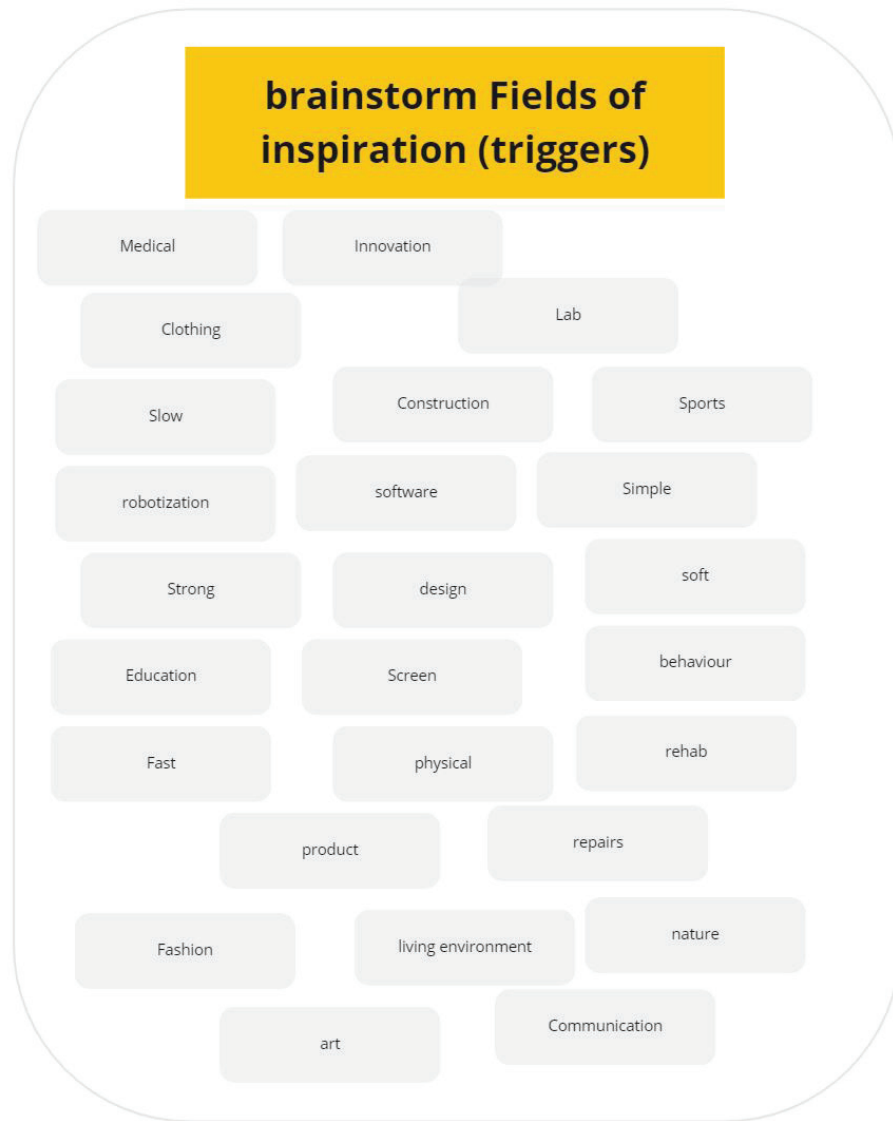 brainstorm Fields of
inspiration (triggers)
Medical
Innovation
Clothing
Lab
Slow
Construction
Sports
robotization
software
Simple
Strong
design
soft
Education
Screen
behaviour
Fast
physical
rehab
product
repairs
Fashion
living environment
nature
art
Communication